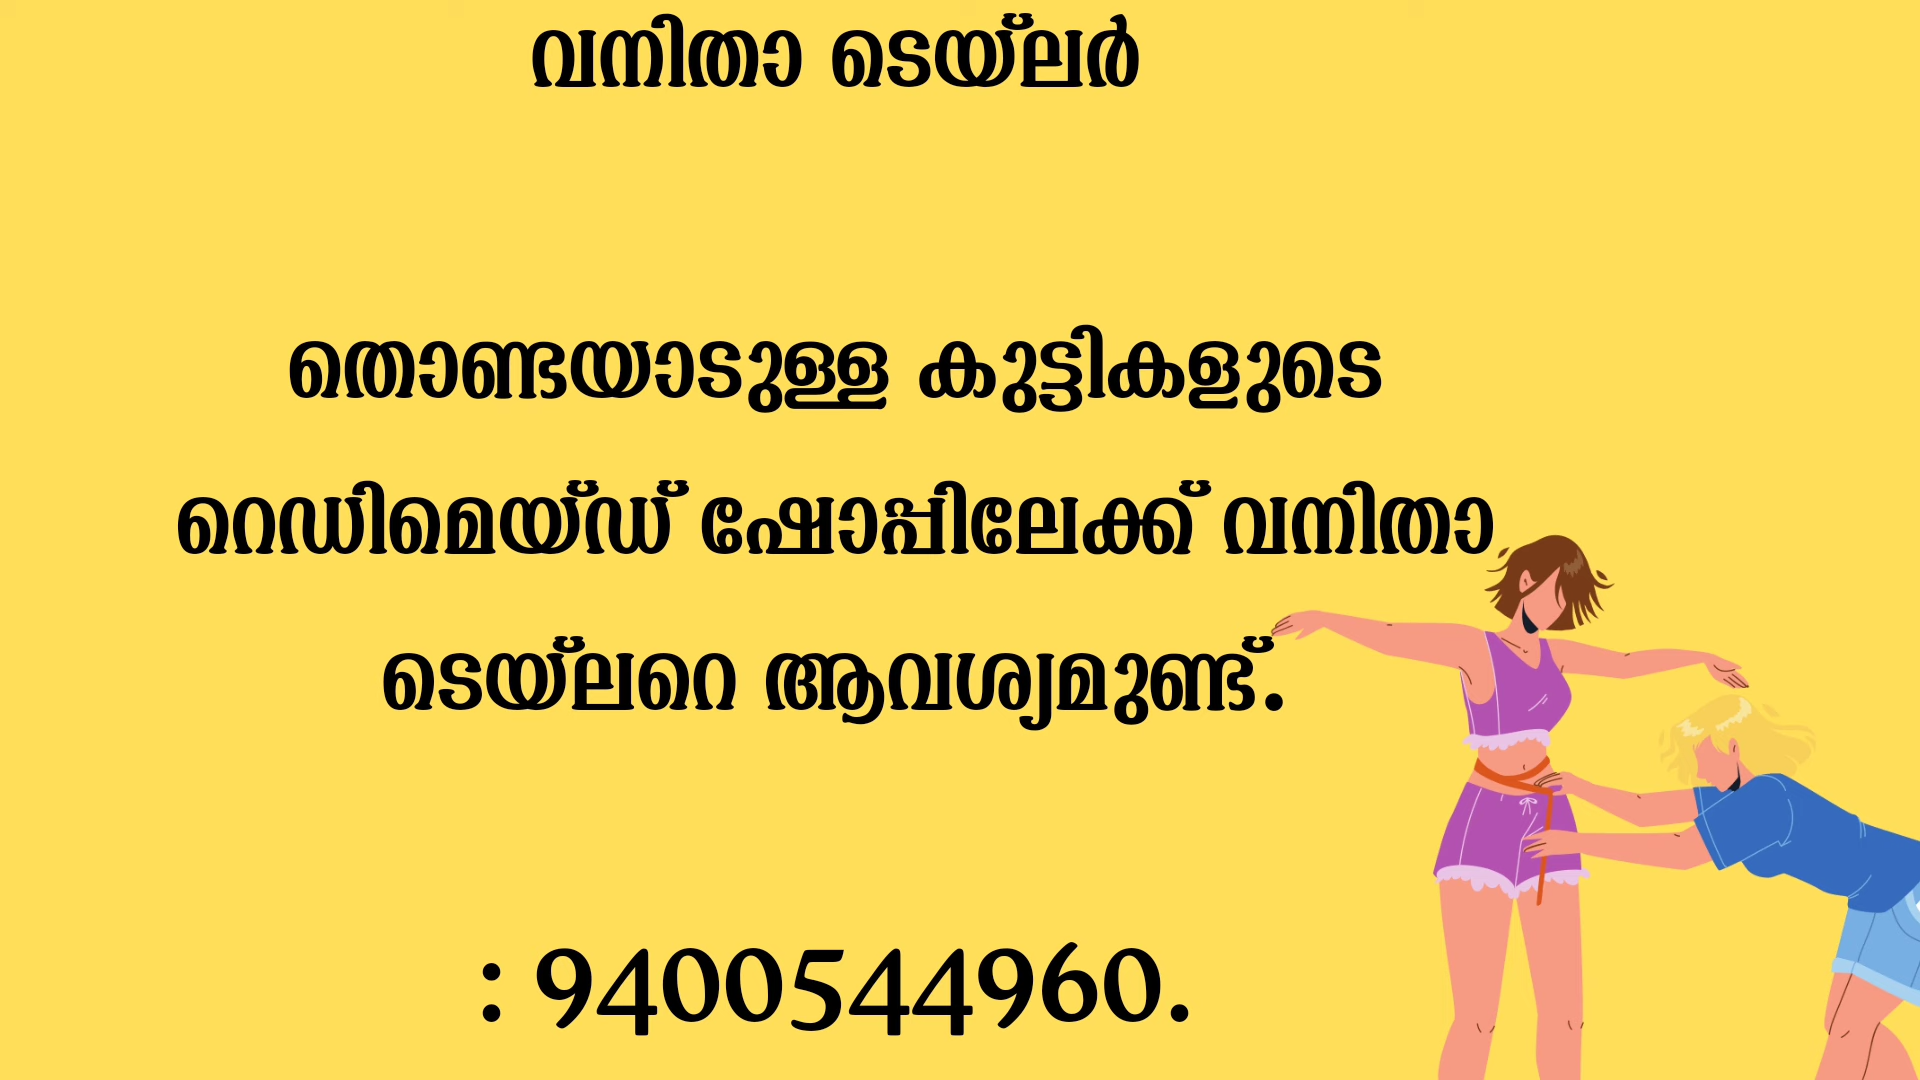 വനിതാ ടെയ്ലർ
തൊണ്ടയാടുള്ള കുട്ടികളുടെ
റെഡിമെയ്ഡ് ഷോപ്പിലേക്ക് വനിതാ
ടെയ്ലറെ ആവശ്യമുണ്ട്.
: 9400544960.